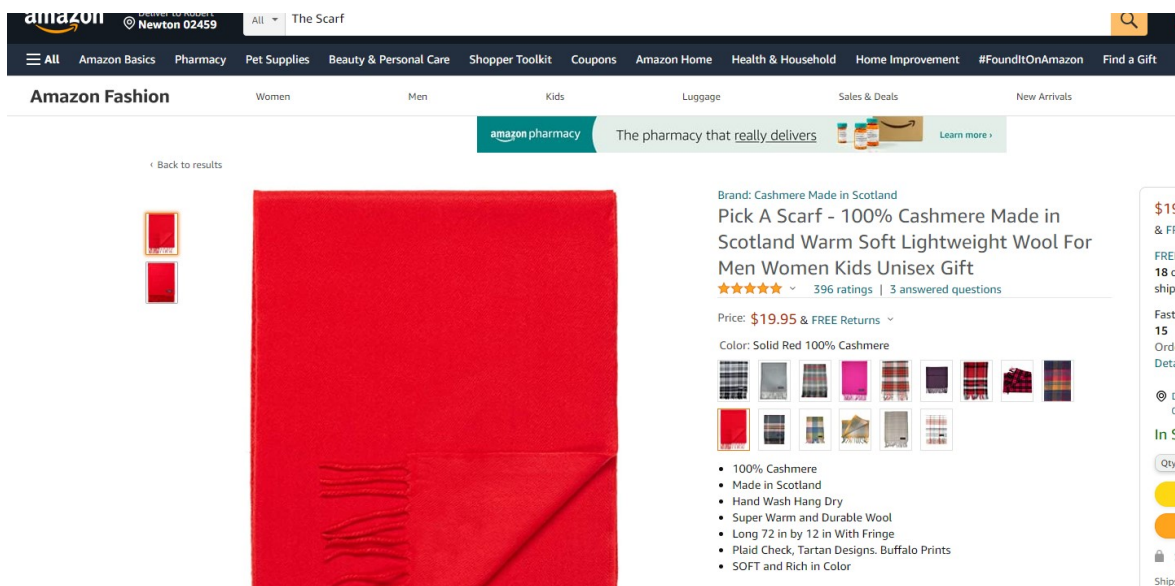 amazon
Newton 02459
All
The Scarf
All Amazon Basics Pharmacy Pet Supplies Beauty & Personal Care Shopper Toolkit Coupons Amazon Home Health & Household Home Improvement #FoundItOnAmazon Find a Gift
Amazon Fashion Women Men Kids Luggage Sales & Deals New Arrivals
amazon pharmacy The pharmacy that really delivers Learn more ›
‹ Back to results
Brand: Cashmere Made in Scotland
Pick A Scarf - 100% Cashmere Made in
Scotland Warm Soft Lightweight Wool For
Men Women Kids Unisex Gift
396 ratings | 3 answered questions
Price: $19.95 & FREE Returns
Color: Solid Red 100% Cashmere
• 100% Cashmere
• Made in Scotland
• Hand Wash Hang Dry
• Super Warm and Durable Wool
• Long 72 in by 12 in With Fringe
• Plaid Check, Tartan Designs. Buffalo Prints
• SOFT and Rich in Color
18
15
In
Qty
Ship